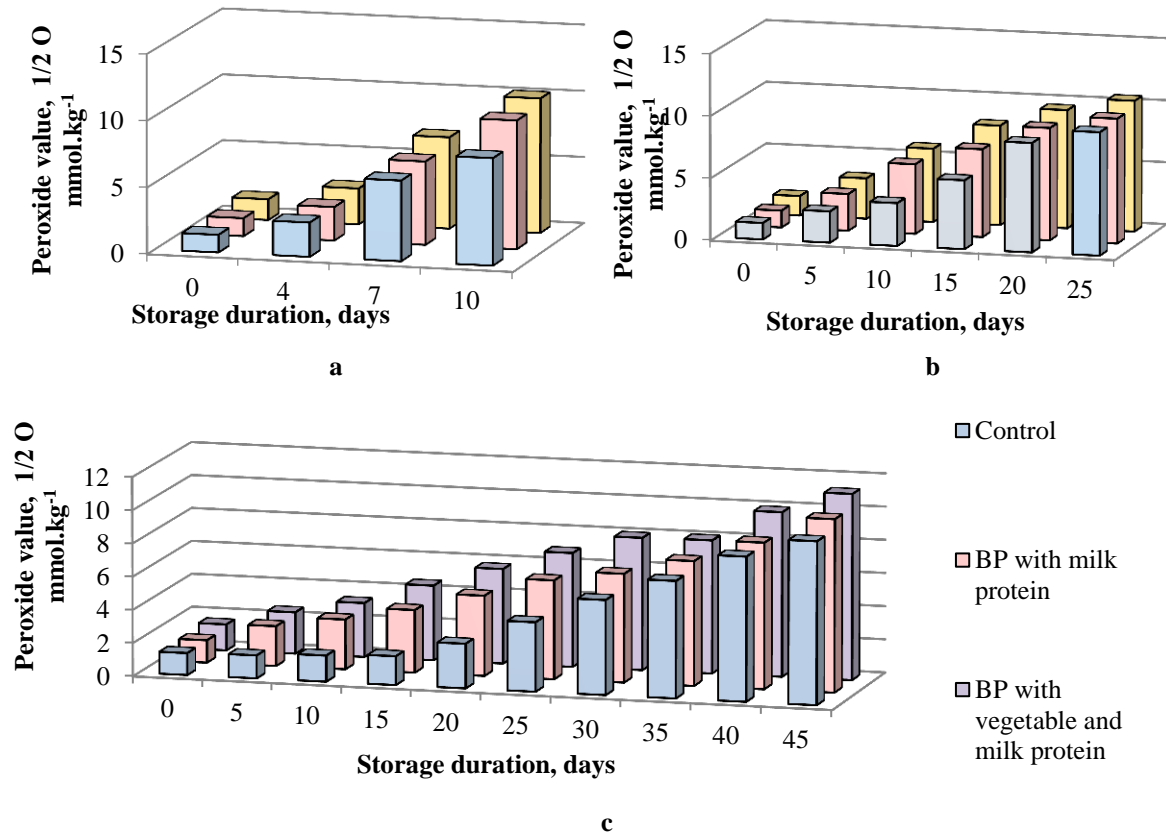 Peroxide value, 1/2 O
mmol.kg-1
15
10
5
0
0
4
7
10
Storage duration, days
a
Peroxide value, 1/2 O
mmol.kg-1
15
10
5
0
0
5
10
15
20
25
Storage duration, days
b
Peroxide value, 1/2 O
mmol.kg-1
12
10
8
6
4
2
0
0
5
10
15
20
25
30
35
40
45
Storage duration, days
c
Control
BP with milk
protein
BP with
vegetable and
milk protein